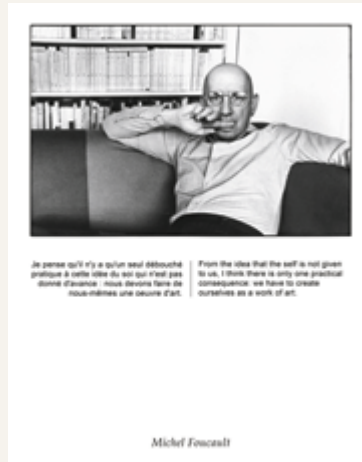 Je pense qu'il n'y a qu'un seul débouché
pratique à cette idée du soi qui n'est pas
donné d'avance : nous devons faire de
nous-mêmes une oeuvre d'art.
From the idea that the self is not given
to us, I think there is only one practical
consequence: we have to create
ourselves as a work of art.
Michel Foucault